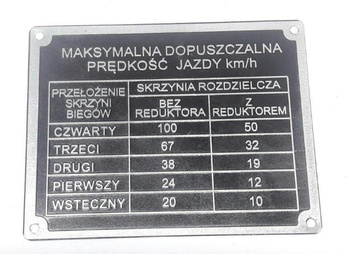 MAKSYMALNA DOPUSZCZALNA
PRĘDKOŚĆ JAZDY km/h
PRZEŁOŻENIE SKRZYNI BIEGÓW
SKRZYNIA ROZDZIELCZA
BEZ REDUKTORA
Z REDUKTOREM
CZWARTY 100 50
TRZECI 67 32
DRUGI 38 19
PIERWSZY 24 12
WSTECZNY 20 10